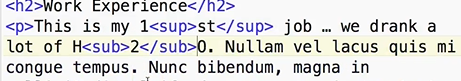 <h2>Work Experience</h2>
<p>This is my 1<sup>st</sup> job … we drank a
lot of H<sub>2</sub>O. Nullam vel lacus quis mi
congue tempus. Nunc bibendum, magna in